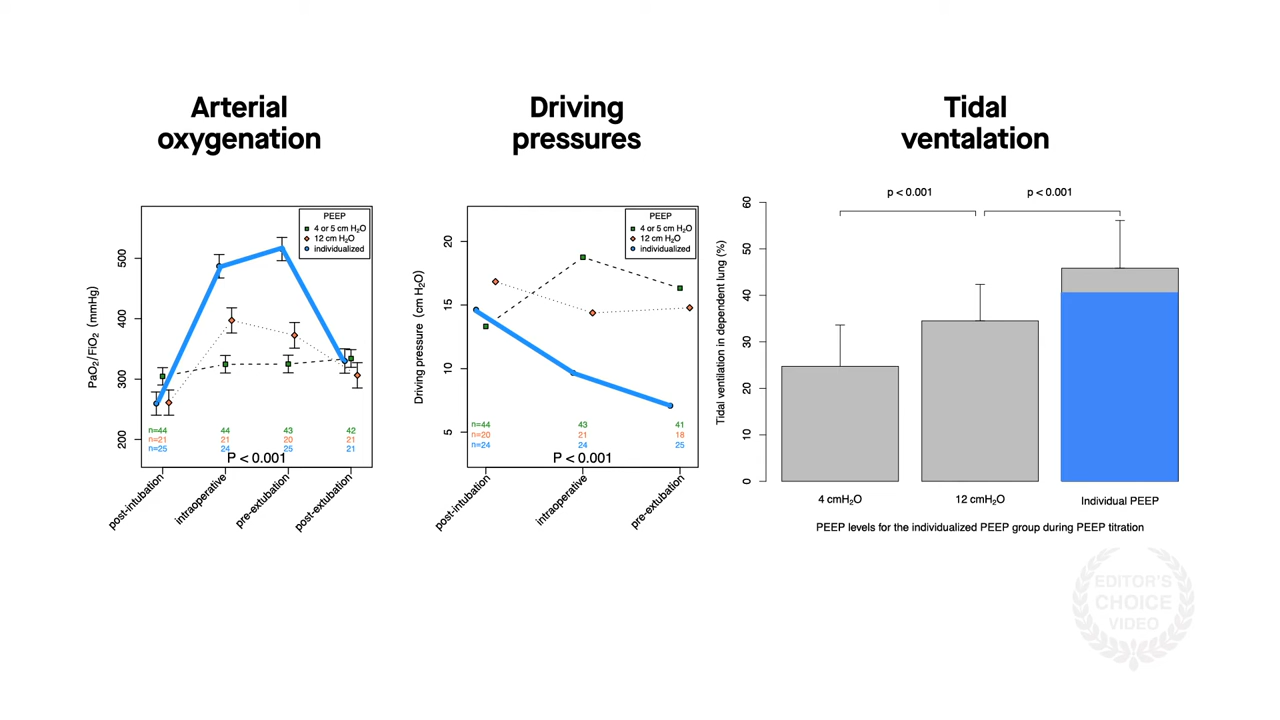 Arterial
oxygenation
PaO₂/FiO₂ (mmHg)
500
400
300
200
PEEP
4 or 5 cm H₂O
12 cm H₂O
individualized
n=44 44 43 42
n=21 21 20 21
n=25 24 25 21
P < 0.001
post-intubation
intraoperative
pre-extubation
post-extubation
Driving
pressures
Driving pressure (cm H₂O)
20
15
10
5
PEEP
4 or 5 cm H₂O
12 cm H₂O
individualized
n=44 43 41
n=20 21 18
n=24 24 25
P < 0.001
post-intubation
intraoperative
pre-extubation
Tidal
ventalation
Tidal ventilation in dependent lung (%)
60
50
40
30
20
10
0
p < 0.001 p < 0.001
4 cmH₂O 12 cmH₂O Individual PEEP
PEEP levels for the individualized PEEP group during PEEP titration
EDITOR'S
CHOICE
VIDEO